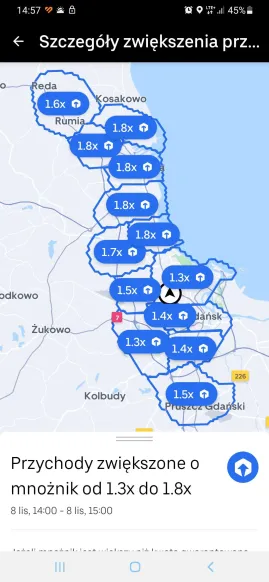 14:57
45%
Szczegóły zwiększenia prz...
Reda
1.6x
Kosakowo
Rumia
1.8x
1.8x
1.8x
1.8x
1.8x
1.7x
1.3x
odkowo
1.5x
1.4x
dańsk
7
Żukowo
1.3x
1.4x
226
Kolbudy
1.5x
Pruszcz Gdański
Przychody zwiększone o
mnożnik od 1.3x do 1.8x
8 lis, 14:00 - 8 lis, 15:00